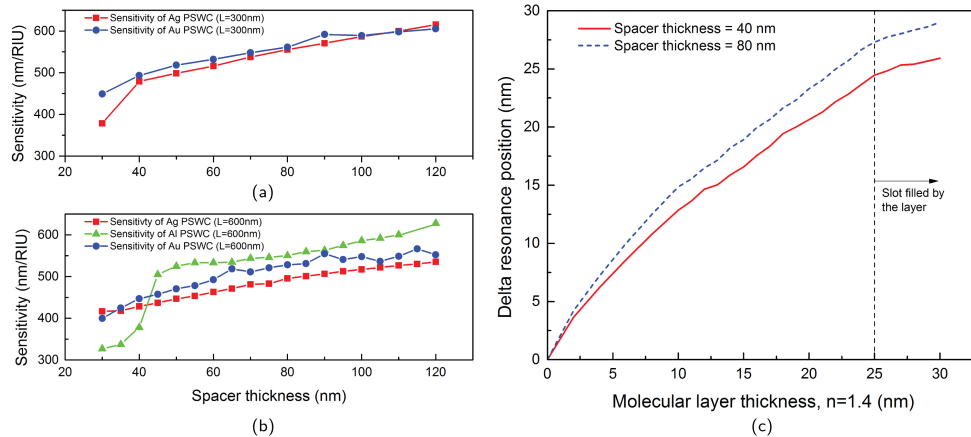 (a)
Sensitivity of Ag PSWC (L=300nm)
Sensitivity of Au PSWC (L=300nm)
600
500
400
300
Sensitivity (nm/RIU)
20 40 60 80 100 120
(b)
Sensitivty of Ag PSWC (L=600nm)
Sensitivity of Al PSWC (L=600nm)
Sensitivity of Au PSWC (L=600nm)
600
500
400
300
Sensitivity (nm/RIU)
20 40 60 80 100 120
Spacer thickness (nm)
Spacer thickness = 40 nm
Spacer thickness = 80 nm
30
25
20
15
10
5
0
Delta resonance position (nm)
Slot filled by
the layer
0 5 10 15 20 25 30
Molecular layer thickness, n=1.4 (nm)
(c)